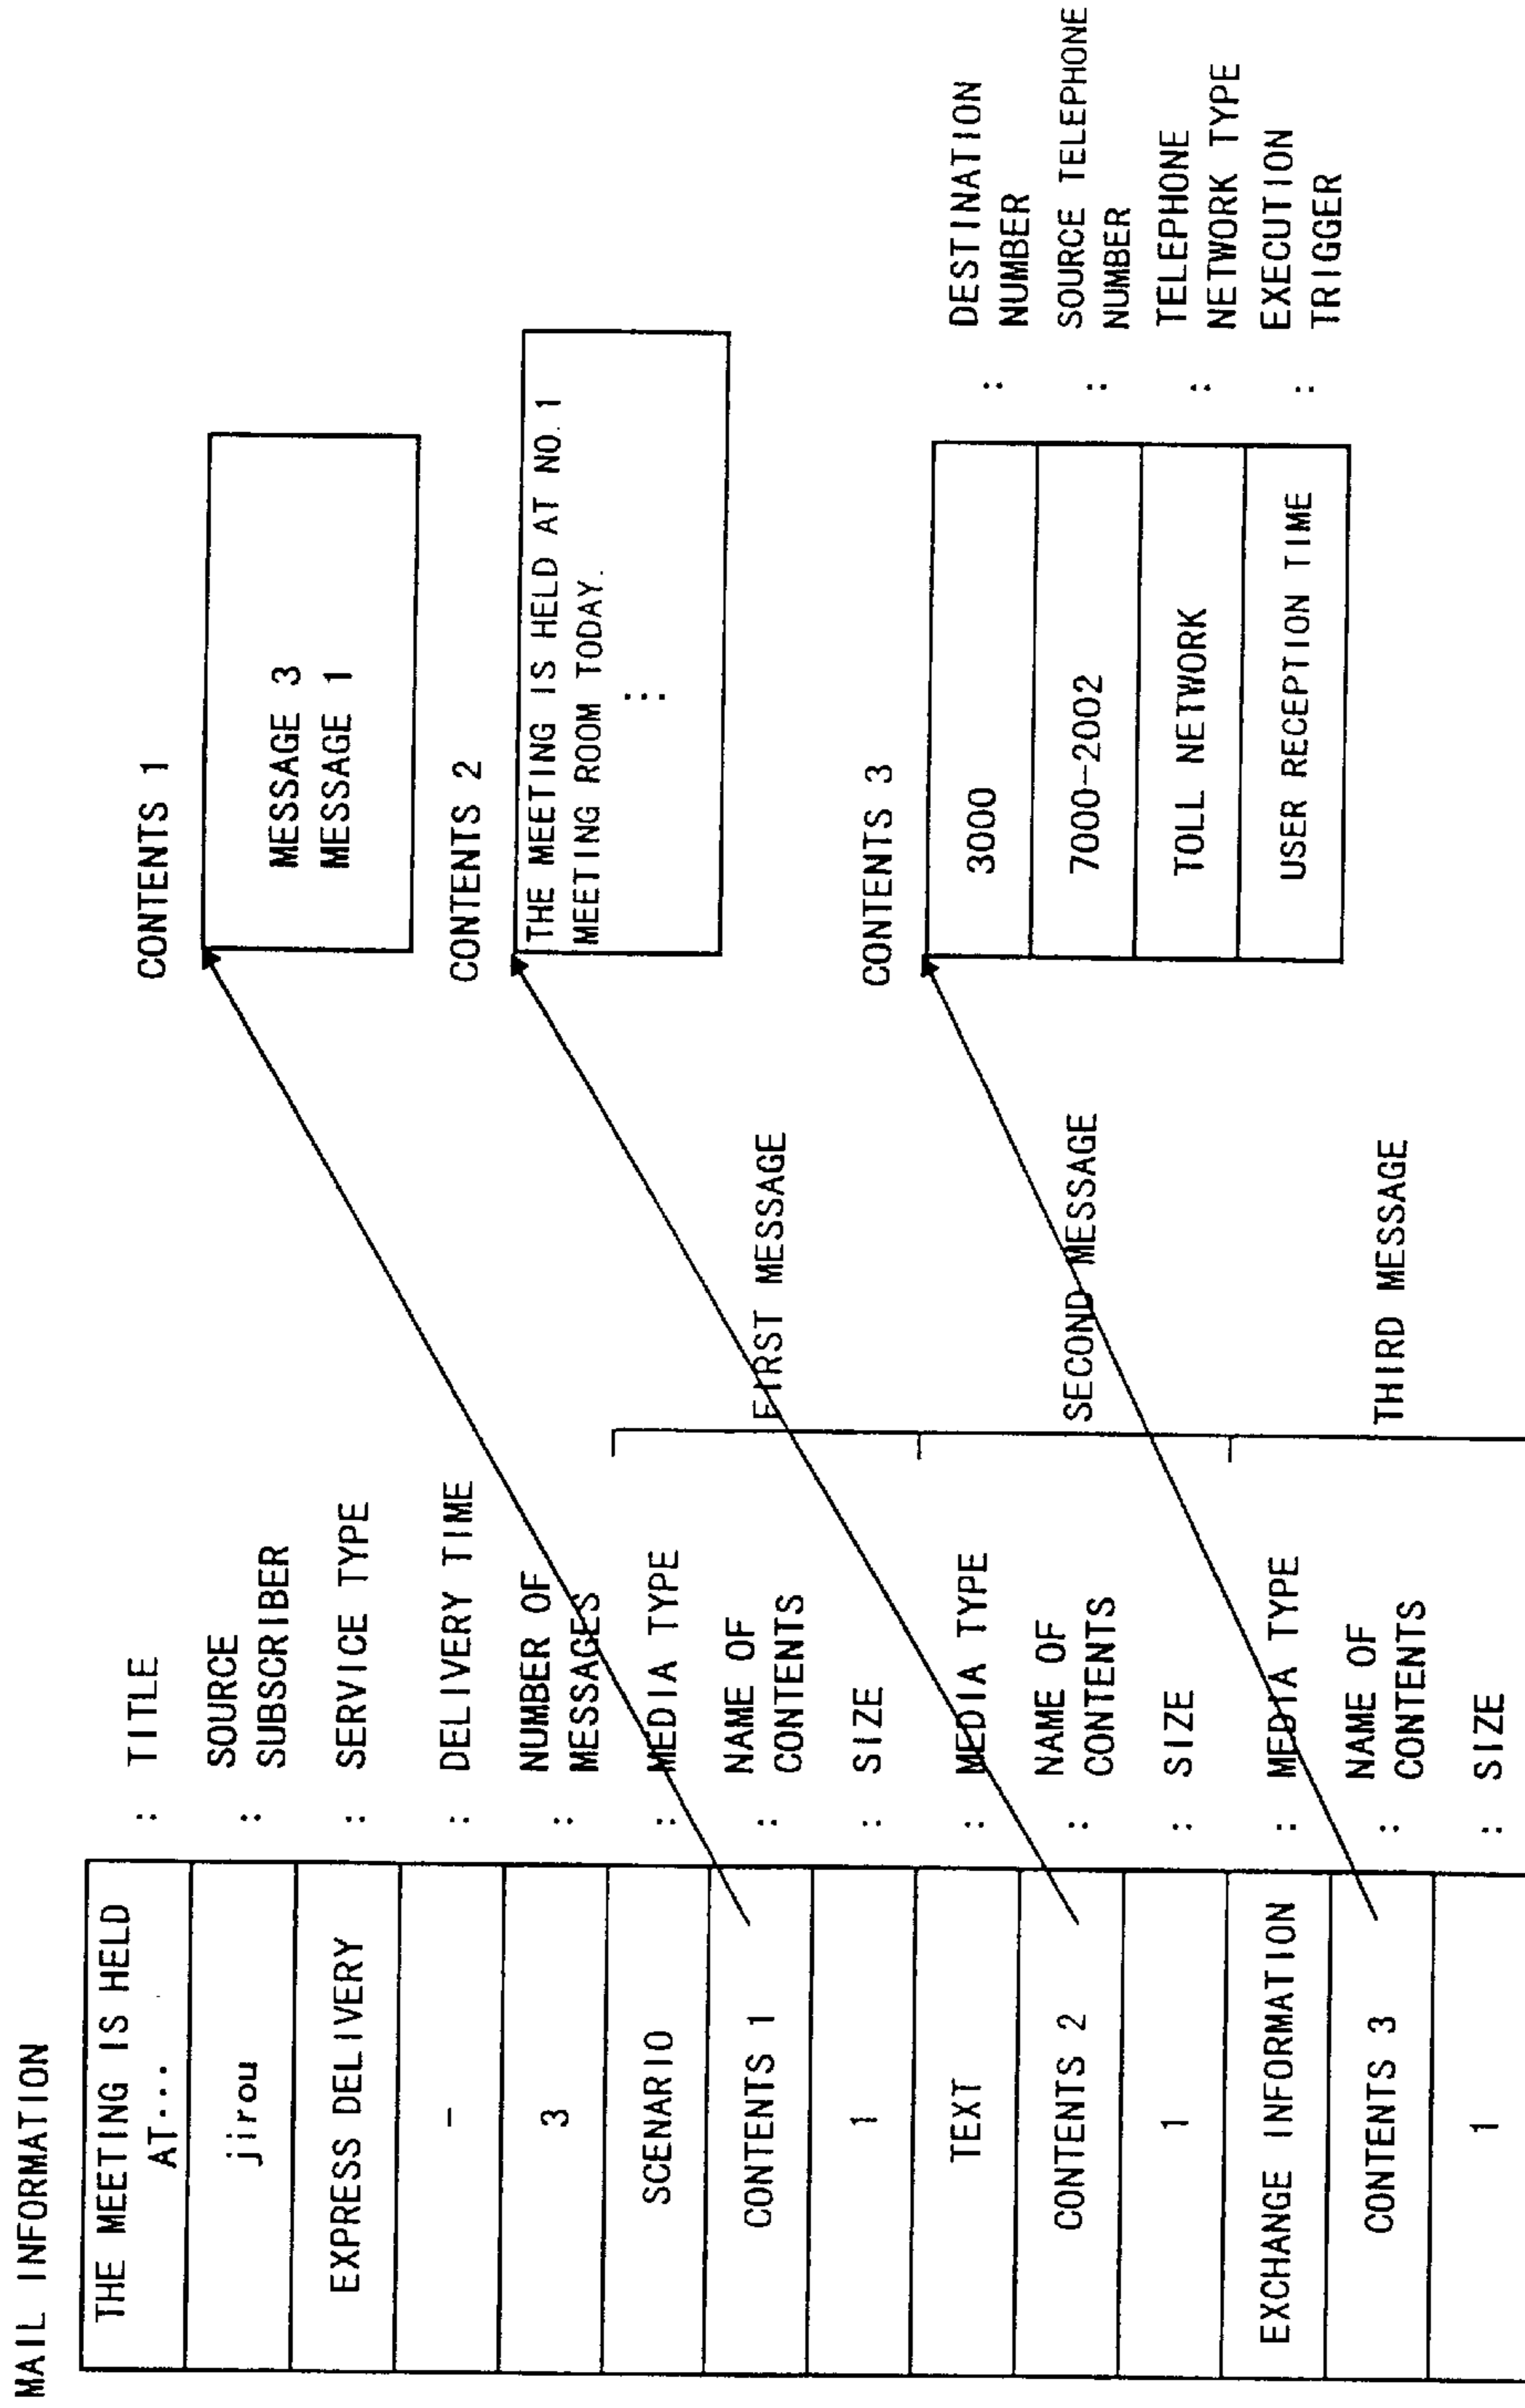 MAIL INFORMATION
THE MEETING IS HELD
AT...
: TITLE
jirou
: SOURCE
SUBSCRIBER
EXPRESS DELIVERY
: SERVICE TYPE
-
: DELIVERY TIME
3
: NUMBER OF
MESSAGES
SCENARIO
: MEDIA TYPE
CONTENTS 1
: NAME OF
CONTENTS
1
: SIZE
FIRST MESSAGE
TEXT
: MEDIA TYPE
CONTENTS 2
: NAME OF
CONTENTS
1
: SIZE
SECOND MESSAGE
EXCHANGE INFORMATION
: MEDIA TYPE
CONTENTS 3
: NAME OF
CONTENTS
1
: SIZE
THIRD MESSAGE
CONTENTS 1
MESSAGE 3
MESSAGE 1
CONTENTS 2
THE MEETING IS HELD AT NO. 1
MEETING ROOM TODAY.
...
CONTENTS 3
3000
: DESTINATION
NUMBER
7000-2002
: SOURCE TELEPHONE
NUMBER
TOLL NETWORK
: TELEPHONE
NETWORK TYPE
USER RECEPTION TIME
: EXECUTION
TRIGGER